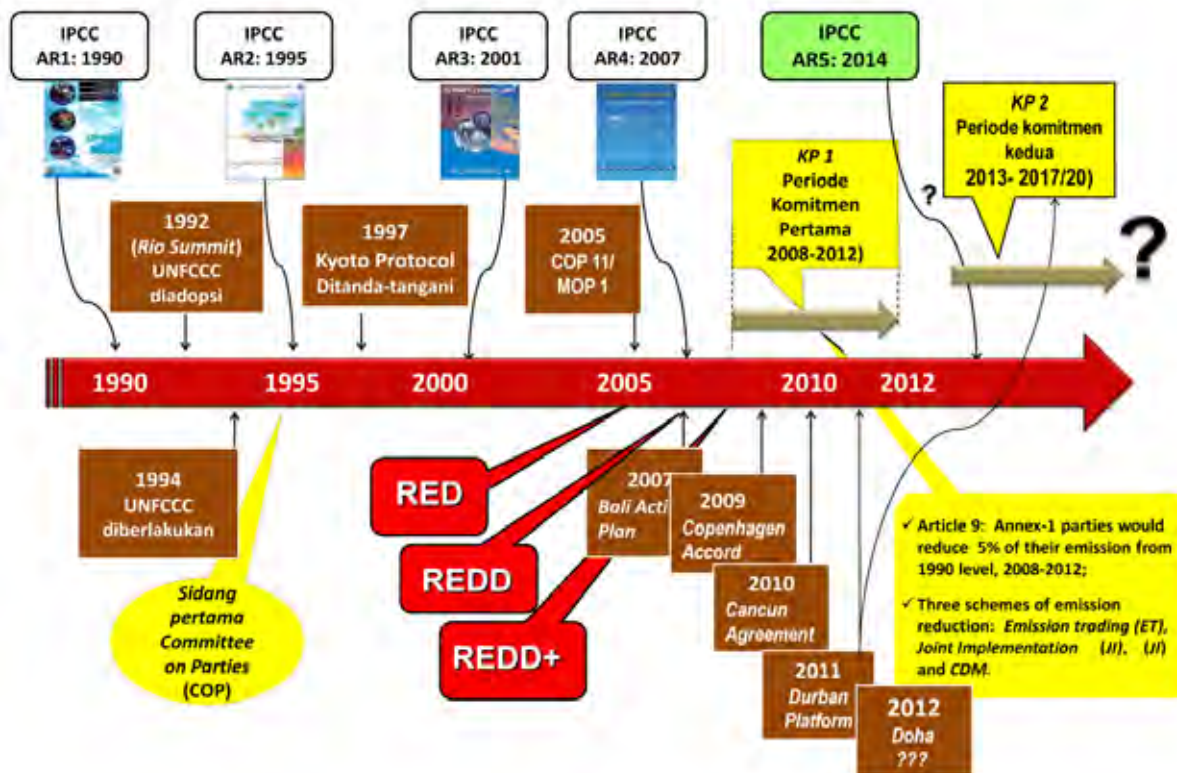 IPCC
AR1: 1990
IPCC
AR2: 1995
IPCC
AR3: 2001
IPCC
AR4: 2007
IPCC
AR5: 2014
KP 1
Periode
Komitmen
Pertama
2008-2012)
KP 2
Periode komitmen
kedua
2013- 2017/20)
?
?
1992
(Rio Summit)
UNFCCC
diadopsi
1997
Kyoto Protocol
Ditanda-tangani
2005
COP 11/
MOP 1
1990
1995
2000
2005
2010
2012
1994
UNFCCC
diberlakukan
Sidang
pertama
Committee
on Parties
(COP)
RED
REDD
REDD+
2007
Bali Acti
Plan
2009
Copenhagen
Accord
2010
Cancun
Agreement
2011
Durban
Platform
2012
Doha
???
✓ Article 9: Annex-1 parties would
reduce 5% of their emission from
1990 level, 2008-2012;
✓ Three schemes of emission
reduction: Emission trading (ET),
Joint Implementation (JI), (JI)
and CDM.